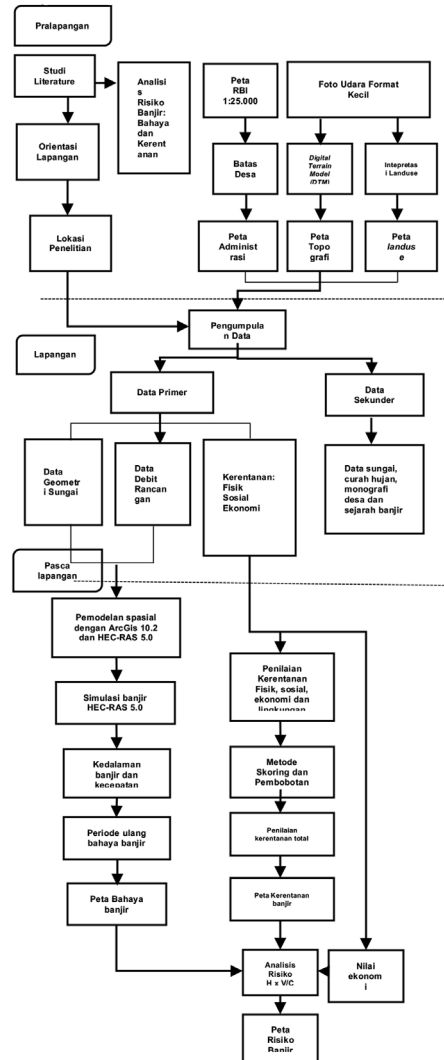 Pralapangan
Studi
Literature
Analisi
s
Risiko
Banjir:
Bahaya
dan
Kerent
anan
Peta
RBI
1:25.000
Foto Udara Format
Kecil
Orientasi
Lapangan
Batas
Desa
Digital
Terrain
Model
(DTM)
Intepretas
i Landuse
Lokasi
Penelitian
Peta
Administ
rasi
Peta
Topo
grafi
Peta
landus
e
Pengumpula
n Data
Lapangan
Data Primer
Data
Sekunder
Data
Geometr
i Sungai
Data
Debit
Rancan
gan
Kerentanan:
Fisik
Sosial
Ekonomi
Data sungai,
curah hujan,
monografi
desa dan
sejarah banjir
Pasca
lapangan
Pemodelan spasial
dengan ArcGis 10.2
dan HEC-RAS 5.0
Penilaian
Kerentanan
Fisik, sosial,
ekonomi dan
lingkungan
Simulasi banjir
HEC-RAS 5.0
Kedalaman
banjir dan
kecepatan
Metode
Skoring dan
Pembobotan
Periode ulang
bahaya banjir
Penilaian
kerentanan total
Peta Bahaya
banjir
Peta Kerentanan
banjir
Analisis
Risiko
H x V/C
Nilai
ekonom
i
Peta
Risiko
Banjir